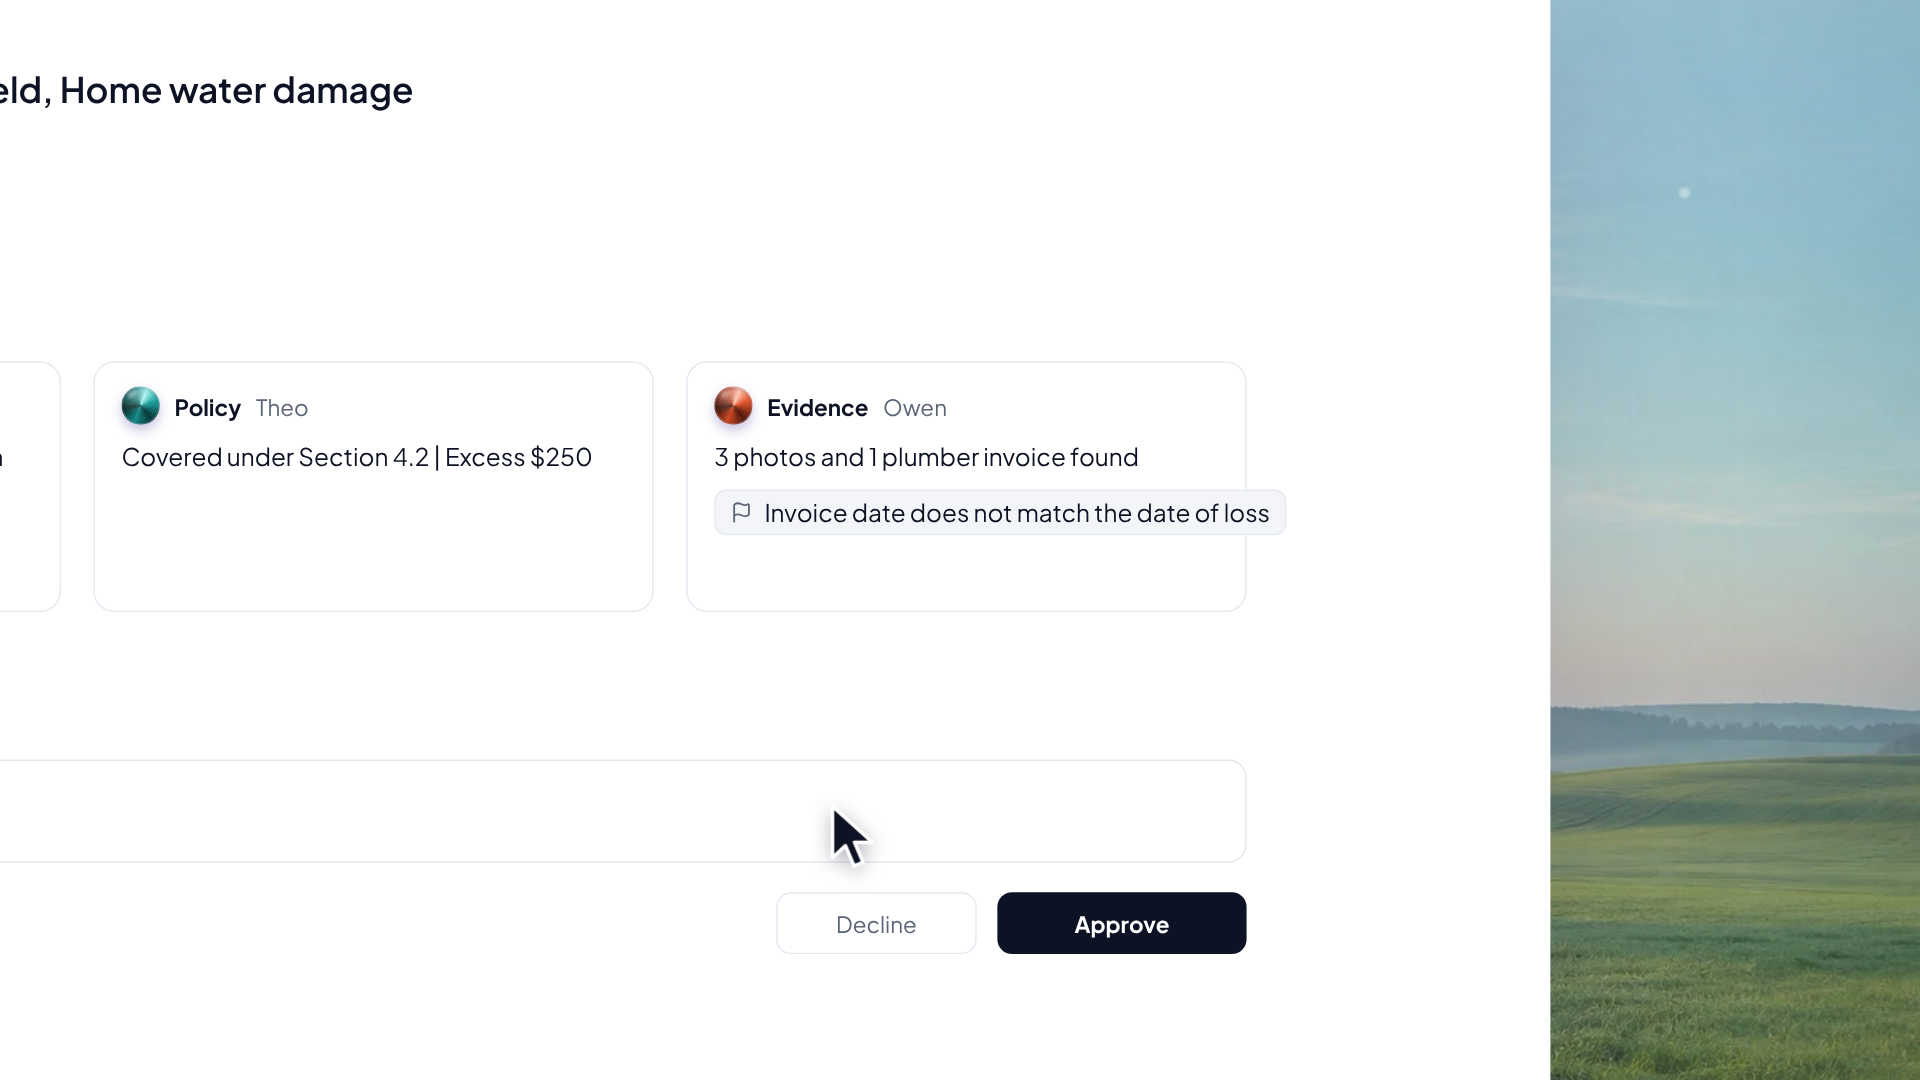 eld, Home water damage
Policy Theo
Covered under Section 4.2 | Excess $250
Evidence Owen
3 photos and 1 plumber invoice found
Invoice date does not match the date of loss
Decline
Approve